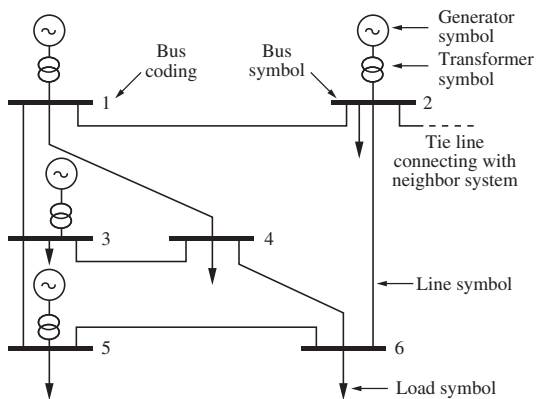 Generator
symbol
Bus
coding
Bus
symbol
Transformer
symbol
1
2
Tie line
connecting with
neighbor system
3
4
Line symbol
5
6
Load symbol